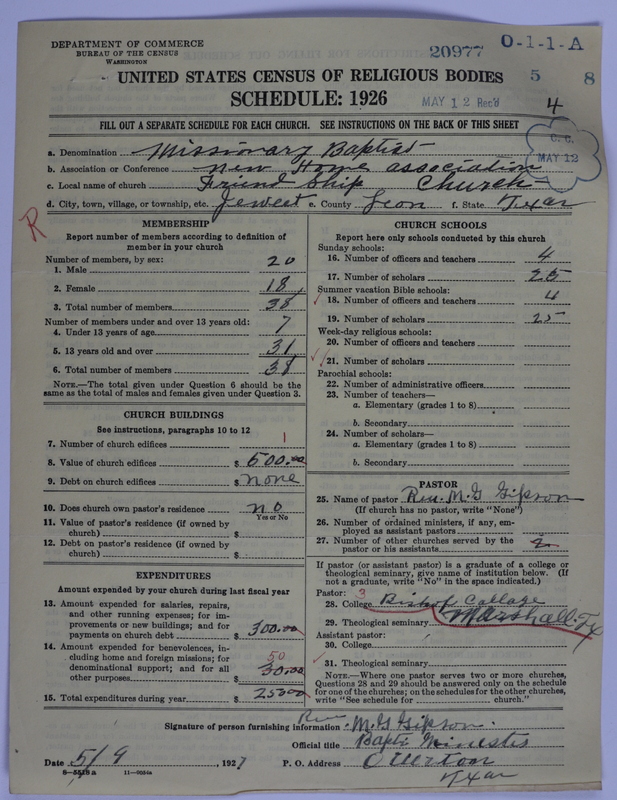 DEPARTMENT OF COMMERCE
BUREAU OF THE CENSUS
WASHINGTON
20977
0-1-1-A
UNITED STATES CENSUS OF RELIGIOUS BODIES
5 8
SCHEDULE: 1926
MAY 12 Rec'd
4
FILL OUT A SEPARATE SCHEDULE FOR EACH CHURCH. SEE INSTRUCTIONS ON THE BACK OF THIS SHEET
C. C.
MAY 12
a. Denomination Missionary Baptist
b. Association or Conference New Home association
c. Local name of church Frund Ship Church
d. City, town, village, or township, etc. Jeweet e. County Leon f. State Texas
R
MEMBERSHIP
Report number of members according to definition of
member in your church
Number of members, by sex:
1. Male 20
2. Female 18
3. Total number of members 38
Number of members under and over 13 years old:
4. Under 13 years of age 7
5. 13 years old and over 31
6. Total number of members 38
NOTE.—The total given under Question 6 should be the
same as the total of males and females given under Question 3.
CHURCH BUILDINGS
See instructions, paragraphs 10 to 12
7. Number of church edifices 1
8. Value of church edifices $ 500.00
9. Debt on church edifices $ none
10. Does church own pastor's residence no
Yes or No
11. Value of pastor's residence (if owned by
church) $
12. Debt on pastor's residence (if owned by
church) $
EXPENDITURES
Amount expended by your church during last fiscal year
13. Amount expended for salaries, repairs,
and other running expenses; for im-
provements or new buildings; and for
payments on church debt $ 300.00
14. Amount expended for benevolences, in-
cluding home and foreign missions; for
denominational support; and for all
other purposes $ 50 30.00
15. Total expenditures during year $ 25000
CHURCH SCHOOLS
Report here only schools conducted by this church
Sunday schools:
16. Number of officers and teachers 4
17. Number of scholars 25
Summer vacation Bible schools:
18. Number of officers and teachers 4
19. Number of scholars 25
Week-day religious schools:
20. Number of officers and teachers
21. Number of scholars
Parochial schools:
22. Number of administrative officers
23. Number of teachers—
a. Elementary (grades 1 to 8)
b. Secondary
24. Number of scholars—
a. Elementary (grades 1 to 8)
b. Secondary
PASTOR
25. Name of pastor Rev. M. G Gipson
(If church has no pastor, write "None")
26. Number of ordained ministers, if any, em-
ployed as assistant pastors
27. Number of other churches served by the
pastor or his assistants 2
If pastor (or assistant pastor) is a graduate of a college or
theological seminary, give name of institution below. (If
not a graduate, write "No" in the space indicated.)
Pastor: 3
28. College Bishop Collage
29. Theological seminary Marshall. Tx
Assistant pastor:
30. College
31. Theological seminary
NOTE.—Where one pastor serves two or more churches,
Questions 28 and 29 should be answered only on the schedule
for one of the churches; on the schedules for the other churches,
write "See schedule for church."
Signature of person furnishing information Rev M. G Gipson.
Official title Bapti Ministis
Date 5/9, 1927 P. O. Address
Texas
8—5518a 11—9034a